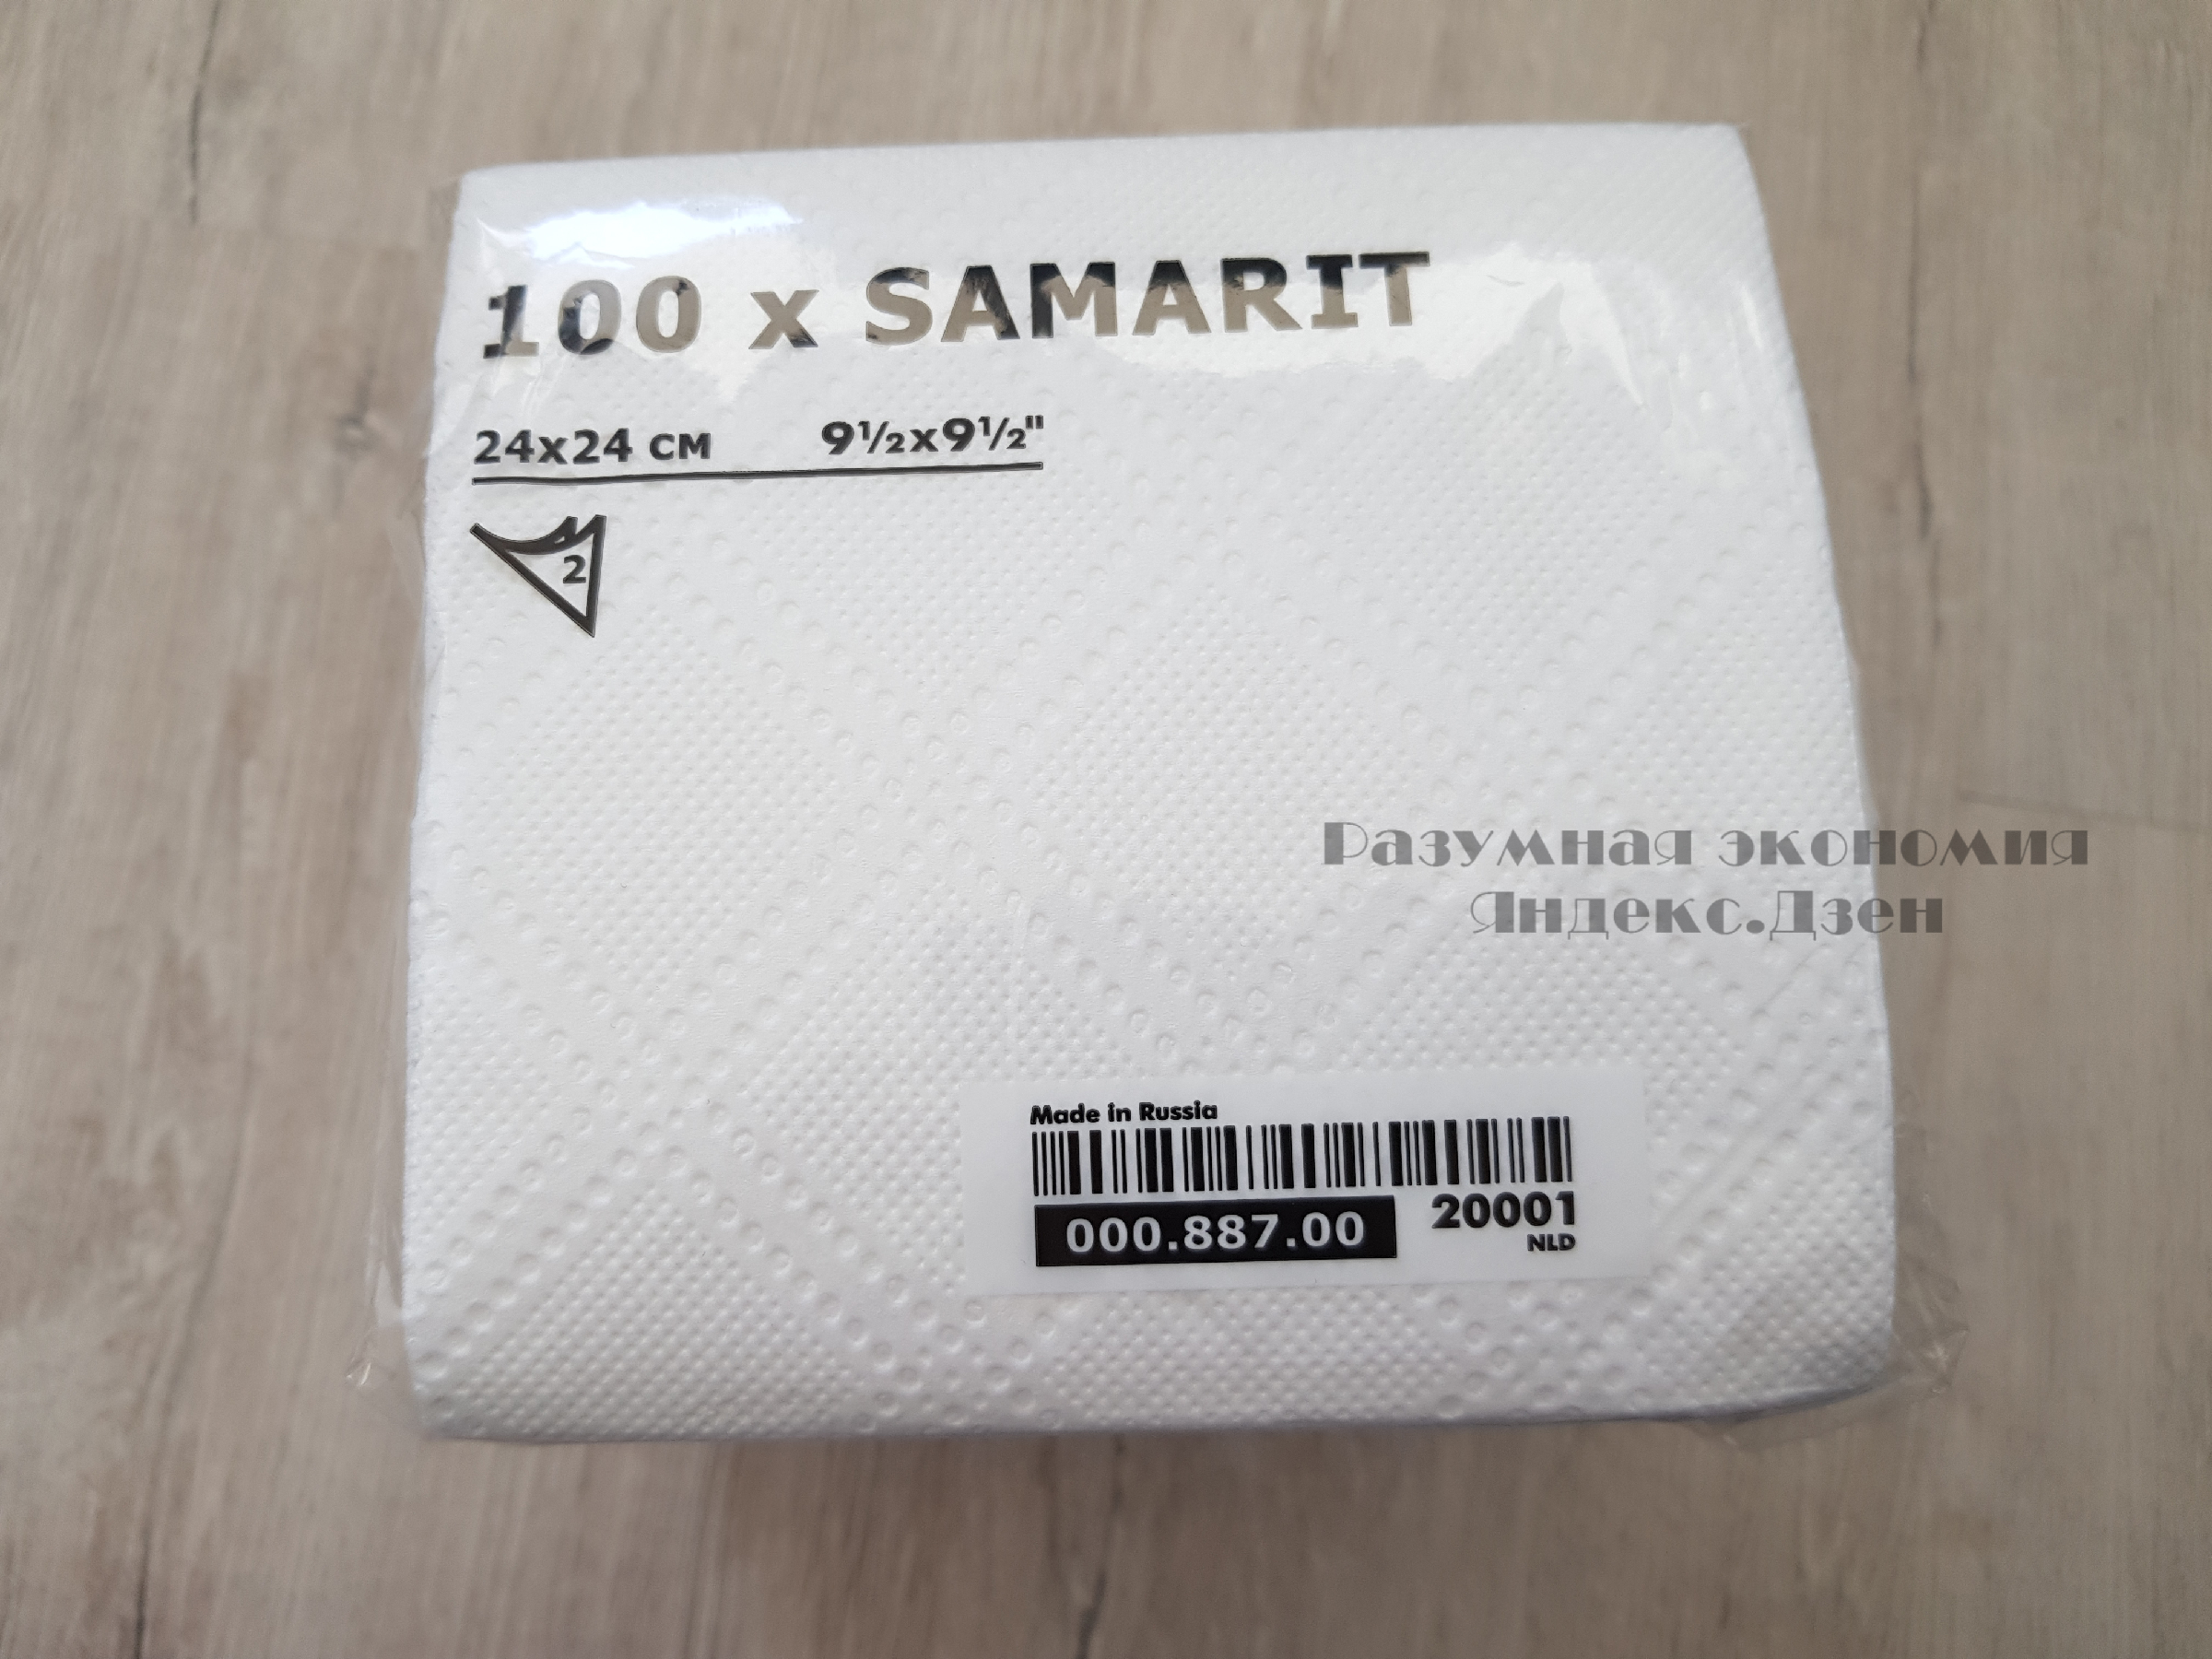 100 x SAMARIT
24x24 CM 9½x9½"
2
Разумная экономия
Яндекс.Дзен
Made in Russia
000.887.00 20001
NLD